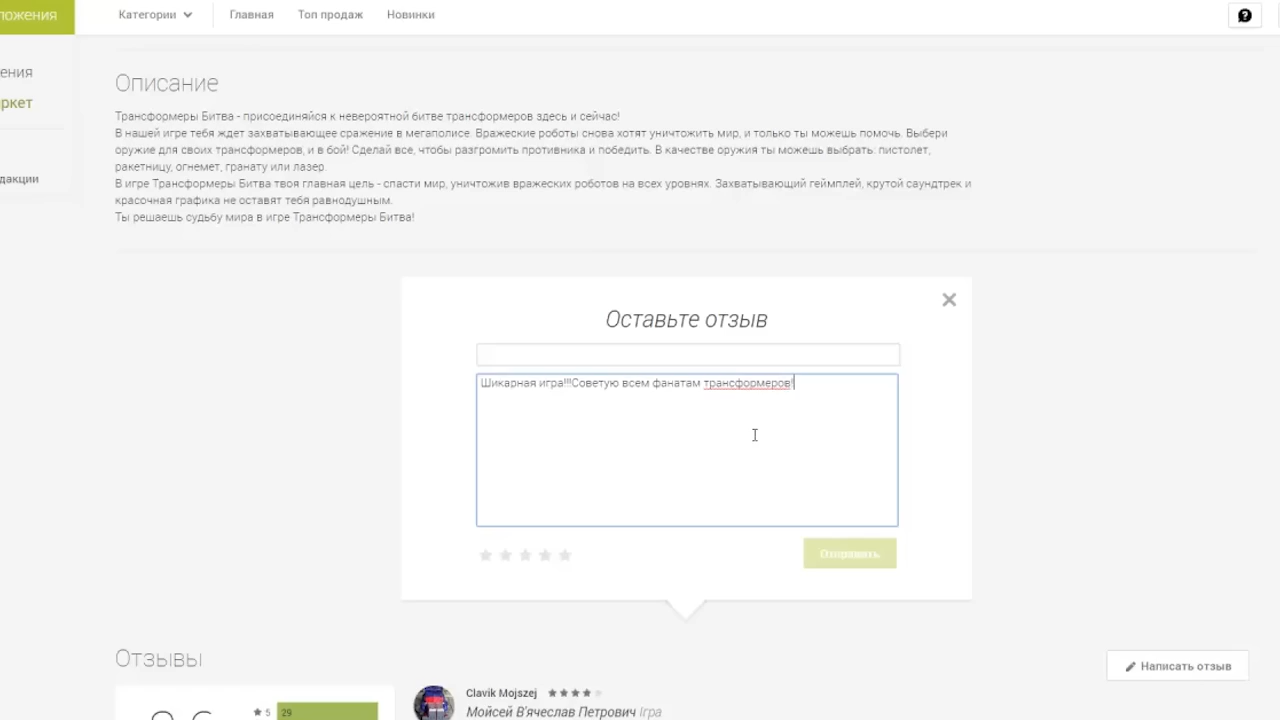 ложения
Категории Главная Топ продаж Новинки
ения
ркет
дакции
Описание
Трансформеры Битва - присоединяйся к невероятной битве трансформеров здесь и сейчас!
В нашей игре тебя ждет захватывающее сражение в мегаполисе. Вражеские роботы снова хотят уничтожить мир, и только ты можешь помочь. Выбери
оружие для своих трансформеров, и в бой! Сделай все, чтобы разгромить противника и победить. В качестве оружия ты можешь выбрать: пистолет,
ракетницу, огнемет, гранату или лазер.
В игре Трансформеры Битва твоя главная цель - спасти мир, уничтожив вражеских роботов на всех уровнях. Захватывающий геймплей, крутой саундтрек и
красочная графика не оставят тебя равнодушным.
Ты решаешь судьбу мира в игре Трансформеры Битва!
Оставьте отзыв
Шикарная игра!!!Советую всем фанатам трансформеров!
Отправить
Отзывы
Написать отзыв
5 29
Clavik Mojszej
Мойсей В'ячеслав Петрович Ігра